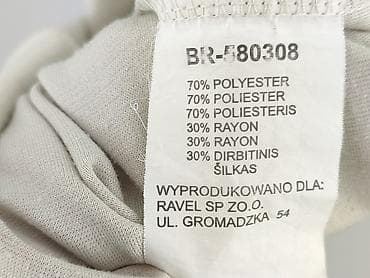 BR-580308
70% POLYESTER
70% POLIESTER
70% POLIESTERIS
30% RAYON
30% RAYON
30% DIRBITINIS
ŠILKAS
WYPRODUKOWANO DLA:
RAVEL SP ZO.O.
UL. GROMADZKA 54